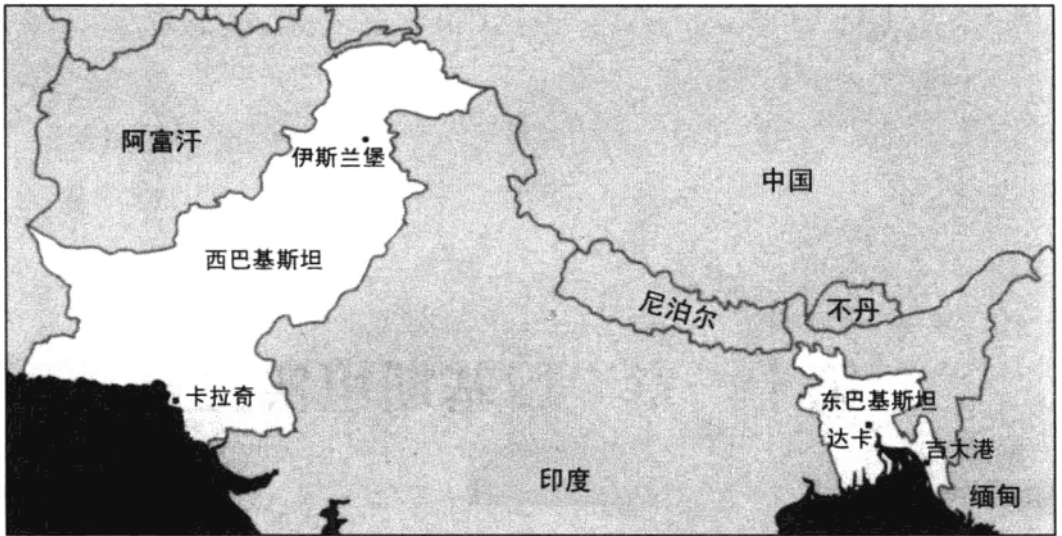 阿富汗
伊斯兰堡
中国
西巴基斯坦
尼泊尔
不丹
卡拉奇
东巴基斯坦
达卡
吉大港
印度
缅甸